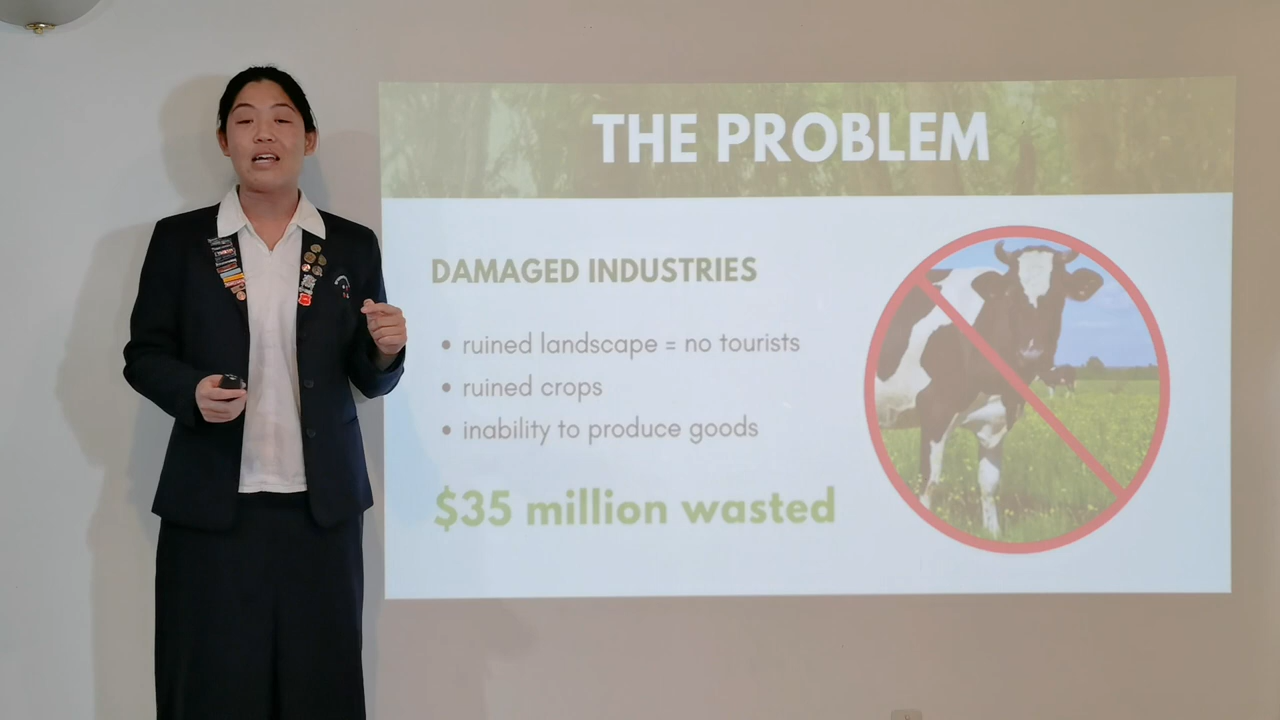 THE PROBLEM
DAMAGED INDUSTRIES
• ruined landscape = no tourists
• ruined crops
• inability to produce goods
$35 million wasted